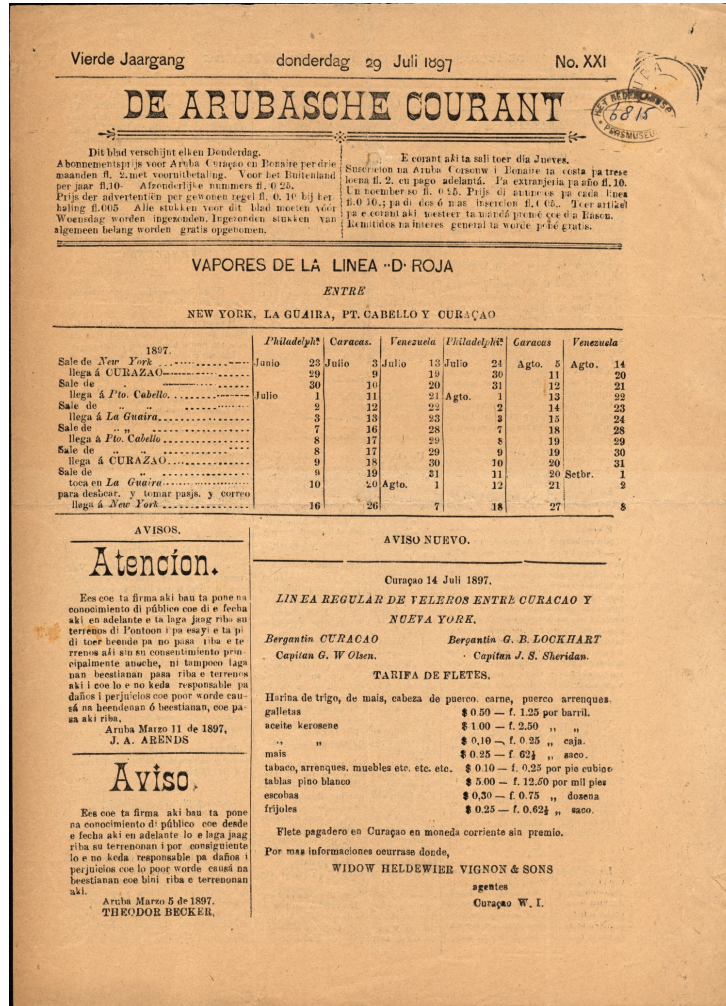 Vierde Jaargang donderdag 29 Juli 1897 No. XXI
HET NEDERLANDSCH PERSMUSEUM
6815
DE ARUBASCHE COURANT
Dit blad verschijnt elken Donderdag.
Abonnementsprijs voor Aruba Curaçao en Bonaire per drie
maanden fl. 2. met vooruitbetaling. Voor het Buitenland
per jaar fl.10- Afzonderlijke nummers fl. 0 25.
Prijs der advertentiën per gewonen regel fl. 0. 10 bij her
haling fl.005. Alle stukken voor dit blad moeten vóór
Woensdag worden ingezonden. Ingezonden stukken van
algemeen belang worden gratis opgenomen.
E corant aki ta sali toer dia Jueves.
Suscricion na Aruba Corsouw i Bonaire ta costa pa tres e
loena fl. 2. cu pago adelantá. Pa extranjeria pa año fl. 10.
Un noember so fl. 0 25. Prijs di anuncios pa cada linea
fl. 0 10.; pa di dos ó mas insercion fl. 0 05.. Toer artikel
pa e corant aki mesteer ta mandá promé coe dia Rason.
Remitidos na interes general ta worde poné gratis.
VAPORES DE LA LINEA "D" ROJA
ENTRE
NEW YORK, LA GUAIRA, PT. CABELLO Y CURAÇAO
1897. Philadelphª Caracas. Venezuela Philadelphiª Caracas Venezuela
Sale de New York Junio 23 Julio 3 Julio 13 Julio 24 Agto. 5 Agto. 14
llega á CURAZAO 29 9 19 30 11 20
Sale de 30 10 20 31 12 21
llega á Pto. Cabello. Julio 1 11 21 Agto. 1 13 22
Sale de „ „ 2 12 22 2 14 23
llega á La Guaira 3 13 23 3 15 24
Sale de „ „ 7 16 28 7 18 28
llega á Pto. Cabello 8 17 29 8 19 29
Sale de „ „ 8 17 29 9 19 30
llega á CURAZAO 9 18 30 10 20 31
Sale de „ 9 19 31 11 20 Setbr. 1
toca en La Guaira 10 20 Agto. 1 12 21 2
para desbcar. y tomar pasjs. y correo
llega á New York 16 26 7 18 27 8
AVISOS.
Atencion.
Ees coe ta firma aki bau ta pone na
conocimiento di público coe di e fecha
aki en adelante e ta laga jaag riba su
terrenos di Pontoon i pa esayi e ta pi
di toer beende pa no pasa riba e te
rrenos aki sin su consentimiento prin-
cipalmente anoche, ni tampoco laga
nan beestianan pasa riba e terrenos
aki i coe lo e no keda responsable pa
daños i perjuicios coe poor worde cau-
sá na heendenan ó beestianan, coe pa-
sa aki riba.
Aruba Marzo 11 de 1897,
J. A. ARENDS
Aviso.
Ees coe ta firma aki bau ta pone
na conocimiento di público coe desde
e fecha aki en adelante lo e laga jaag
riba su terrenonan i por consiguiente
lo e no keda responsable pa daños i
perjuicios coe lo poor worde causá na
beestianan coe bini riba e terrenonan
aki.
Aruba Marzo 5 de 1897.
THEODOR BECKER,
AVISO NUEVO.
Curaçao 14 Juli 1897.
LINEA REGULAR DE VELEROS ENTRE CURACAO Y
NUEVA YORK.
Bergantin CURACAO Bergantin G. B. LOCKHART
Capitan G. W Olsen. Capitan J. S. Sheridan.
TARIFA DE FLETES.
Harina de trigo, de mais, cabeza de puerco. carne, puerco arrenques.
galletas $ 0.50 — f. 1.25 por barril.
aceite kerosene $ 1.00 — f. 2.50 „ „
„ „ $ 0,10 — f. 0.25 „ caja.
mais $ 0.25 — f. 62½ „ saco.
tabaco, arrenques. muebles etc. etc. etc. $ 0.10 — f. 0.25 por pie cubico
tablas pino blanco $ 5.00 — f. 12.50 por mil pies
escobas $ 0,30 — f. 0.75 „ dosena
frijoles $ 0.25 — f. 0.62½ „ saco.
Flete pagadero en Curaçao en moneda corriente sin premio.
Por mas informaciones ocurrase donde,
WIDOW HELDEWIER VIGNON & SONS
agentes
Curaçao W. I.